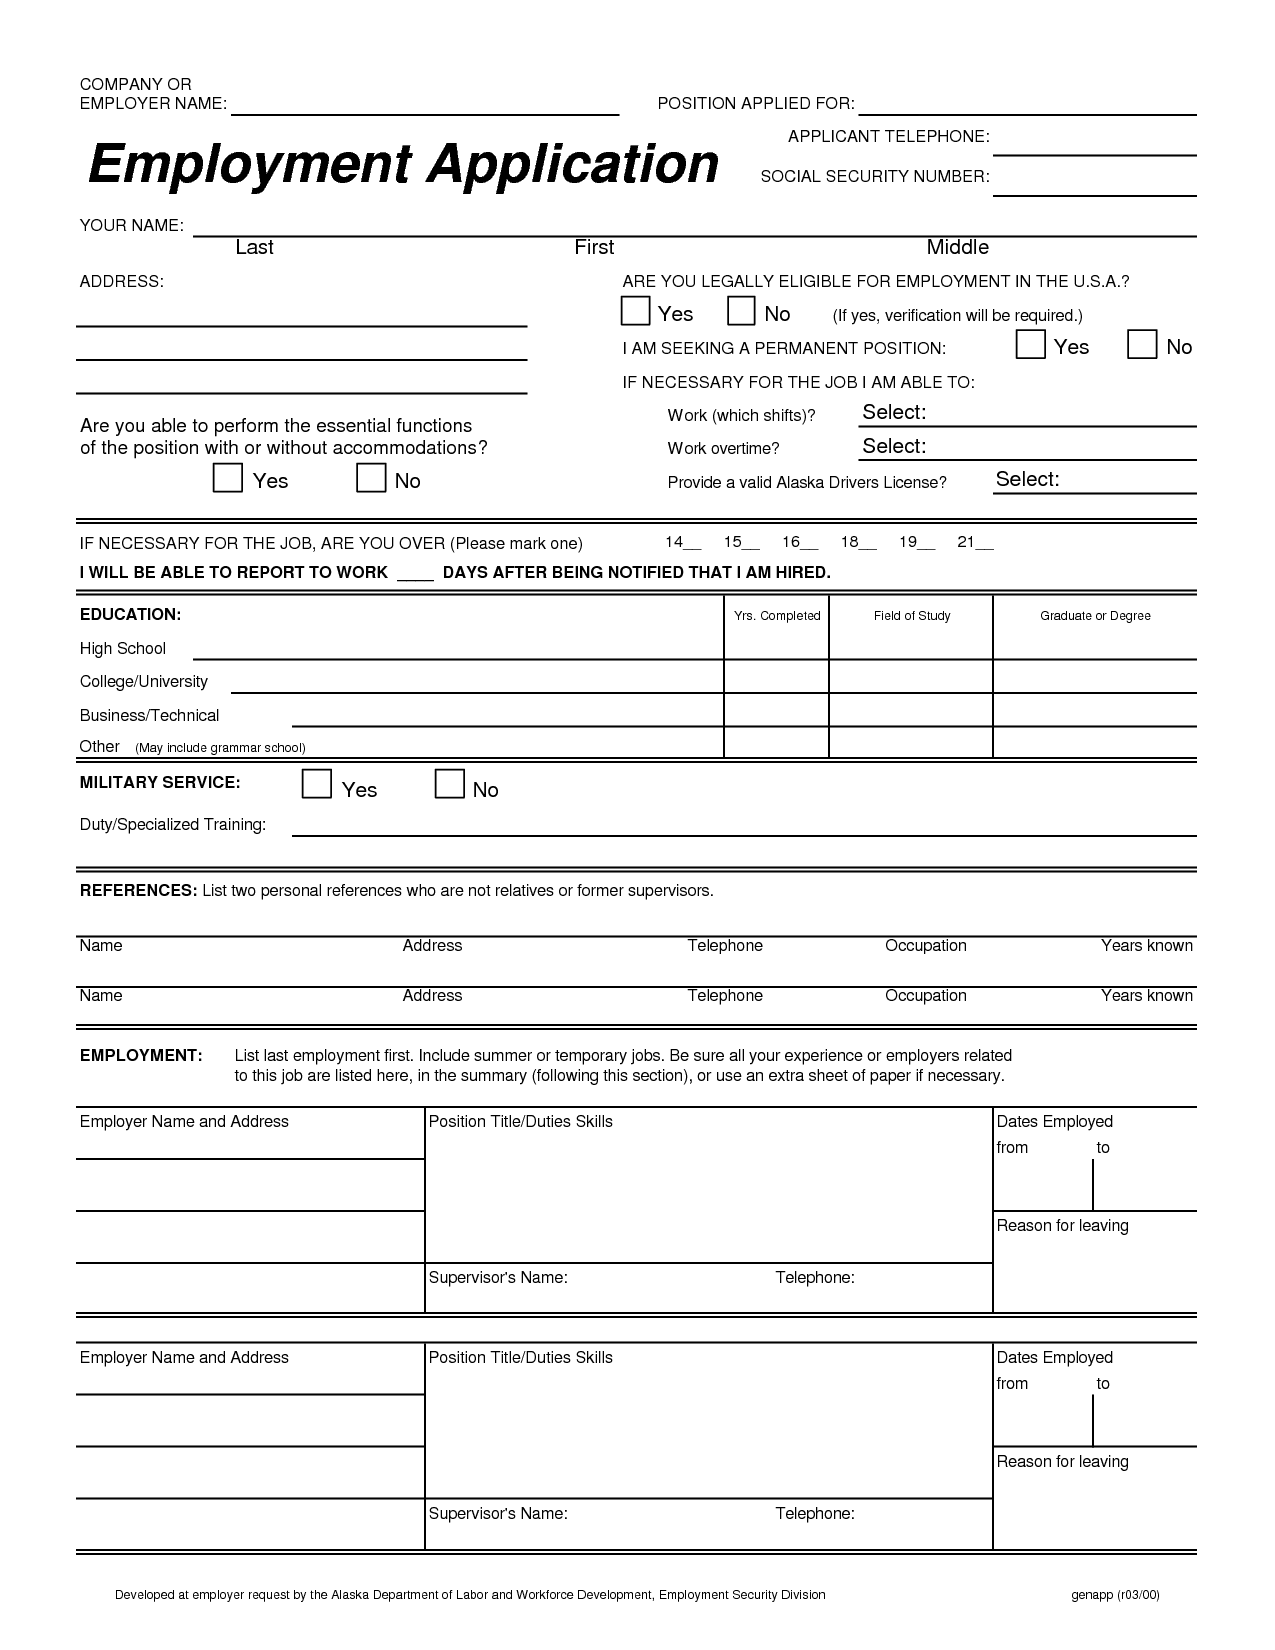 COMPANY OR
EMPLOYER NAME: POSITION APPLIED FOR:
Employment Application
APPLICANT TELEPHONE:
SOCIAL SECURITY NUMBER:
YOUR NAME:
Last First Middle
ADDRESS:
ARE YOU LEGALLY ELIGIBLE FOR EMPLOYMENT IN THE U.S.A.?
Yes No (If yes, verification will be required.)
I AM SEEKING A PERMANENT POSITION: Yes No
IF NECESSARY FOR THE JOB I AM ABLE TO:
Work (which shifts)? Select:
Work overtime? Select:
Provide a valid Alaska Drivers License? Select:
Are you able to perform the essential functions
of the position with or without accommodations?
Yes No
IF NECESSARY FOR THE JOB, ARE YOU OVER (Please mark one) 14__ 15__ 16__ 18__ 19__ 21__
I WILL BE ABLE TO REPORT TO WORK ____ DAYS AFTER BEING NOTIFIED THAT I AM HIRED.
EDUCATION: Yrs. Completed Field of Study Graduate or Degree
High School
College/University
Business/Technical
Other (May include grammar school)
MILITARY SERVICE: Yes No
Duty/Specialized Training:
REFERENCES: List two personal references who are not relatives or former supervisors.
Name Address Telephone Occupation Years known
Name Address Telephone Occupation Years known
EMPLOYMENT: List last employment first. Include summer or temporary jobs. Be sure all your experience or employers related
to this job are listed here, in the summary (following this section), or use an extra sheet of paper if necessary.
Employer Name and Address Position Title/Duties Skills Dates Employed
from to
Reason for leaving
Supervisor's Name: Telephone:
Employer Name and Address Position Title/Duties Skills Dates Employed
from to
Reason for leaving
Supervisor's Name: Telephone:
Developed at employer request by the Alaska Department of Labor and Workforce Development, Employment Security Division genapp (r03/00)